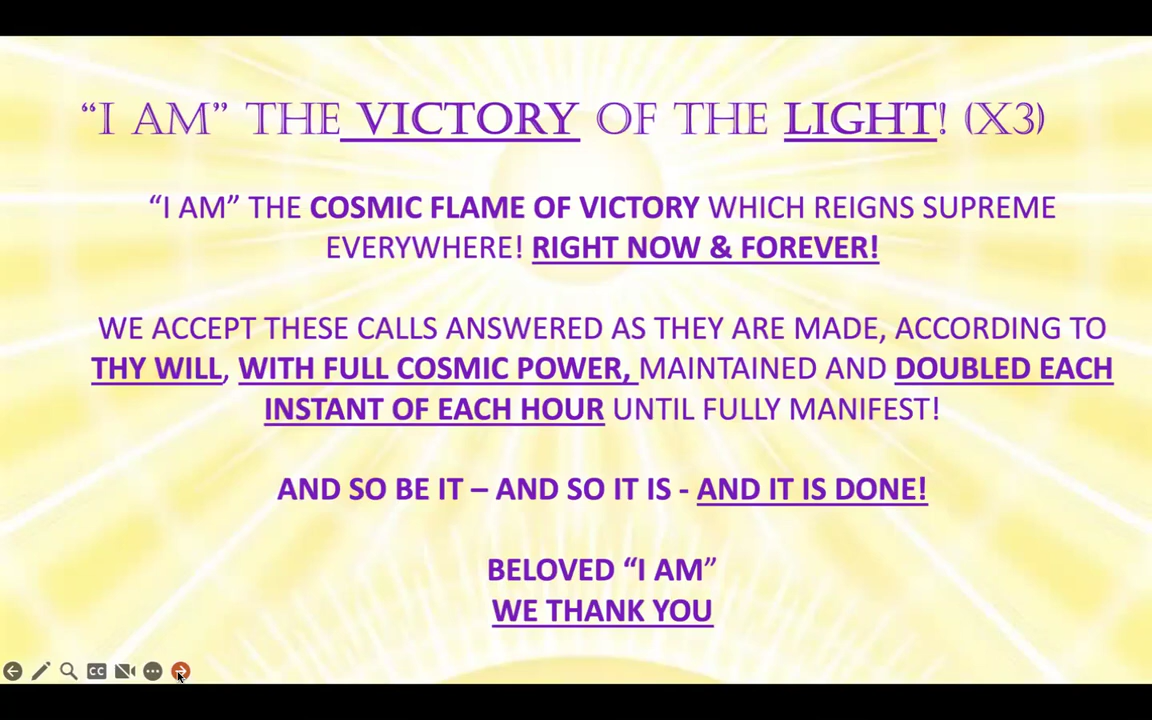 “I AM” THE VICTORY OF THE LIGHT! (X3)
“I AM” THE COSMIC FLAME OF VICTORY WHICH REIGNS SUPREME
EVERYWHERE! RIGHT NOW & FOREVER!
WE ACCEPT THESE CALLS ANSWERED AS THEY ARE MADE, ACCORDING TO
THY WILL, WITH FULL COSMIC POWER, MAINTAINED AND DOUBLED EACH
INSTANT OF EACH HOUR UNTIL FULLY MANIFEST!
AND SO BE IT – AND SO IT IS - AND IT IS DONE!
BELOVED “I AM”
WE THANK YOU
CC